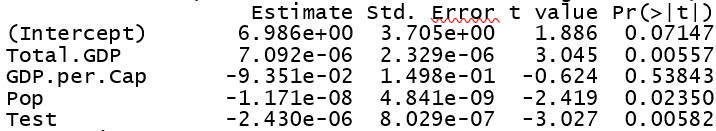 Estimate Std. Error t value Pr(>|t|)
(Intercept) 6.986e+00 3.705e+00 1.886 0.07147
Total.GDP 7.092e-06 2.329e-06 3.045 0.00557
GDP.per.Cap -9.351e-02 1.498e-01 -0.624 0.53843
Pop -1.171e-08 4.841e-09 -2.419 0.02350
Test -2.430e-06 8.029e-07 -3.027 0.00582